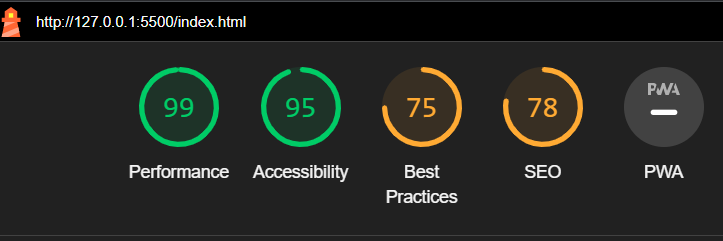 http://127.0.0.1:5500/index.html
99
95
75
78
PWA
Performance
Accessibility
Best
Practices
SEO
PWA